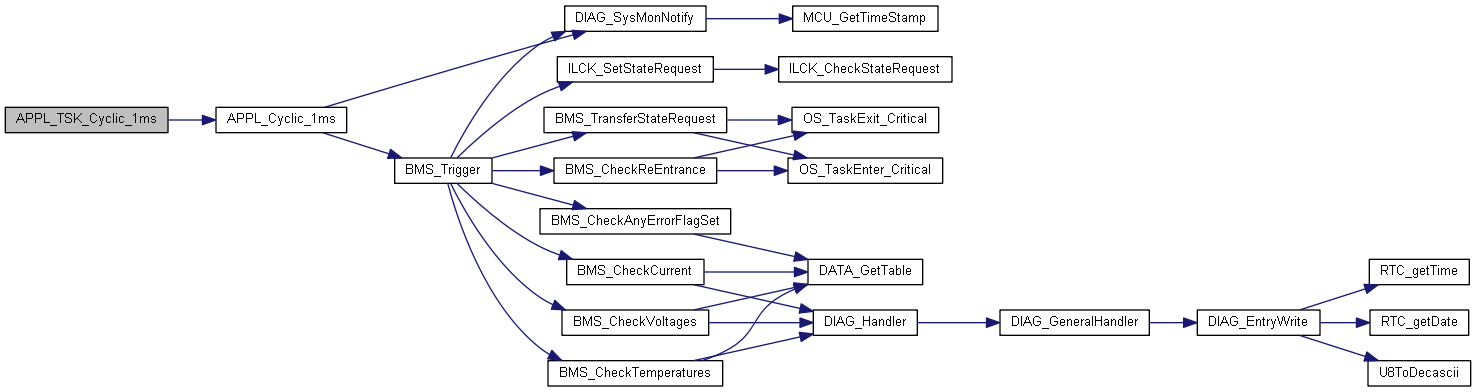 DIAG_SysMonNotify
MCU_GetTimeStamp
ILCK_SetStateRequest
ILCK_CheckStateRequest
APPL_TSK_Cyclic_1ms
APPL_Cyclic_1ms
BMS_TransferStateRequest
OS_TaskExit_Critical
BMS_Trigger
BMS_CheckReEntrance
OS_TaskEnter_Critical
BMS_CheckAnyErrorFlagSet
BMS_CheckCurrent
DATA_GetTable
RTC_getTime
BMS_CheckVoltages
DIAG_Handler
DIAG_GeneralHandler
DIAG_EntryWrite
RTC_getDate
BMS_CheckTemperatures
U8ToDecascii